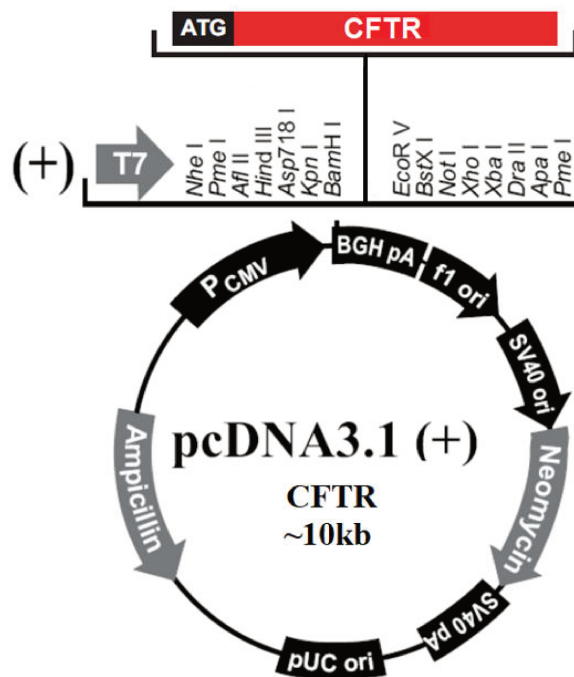 ATG CFTR
(+) T7
Nhe I
Pme I
Afl II
Hind III
Asp718 I
Kpn I
BamH I
EcoR V
BstX I
Not I
Xho I
Xba I
Dra II
Apa I
Pme I
P CMV
BGH pA
f1 ori
SV40 ori
Neomycin
SV40 pA
pUC ori
Ampicillin
pcDNA3.1 (+)
CFTR
~10kb